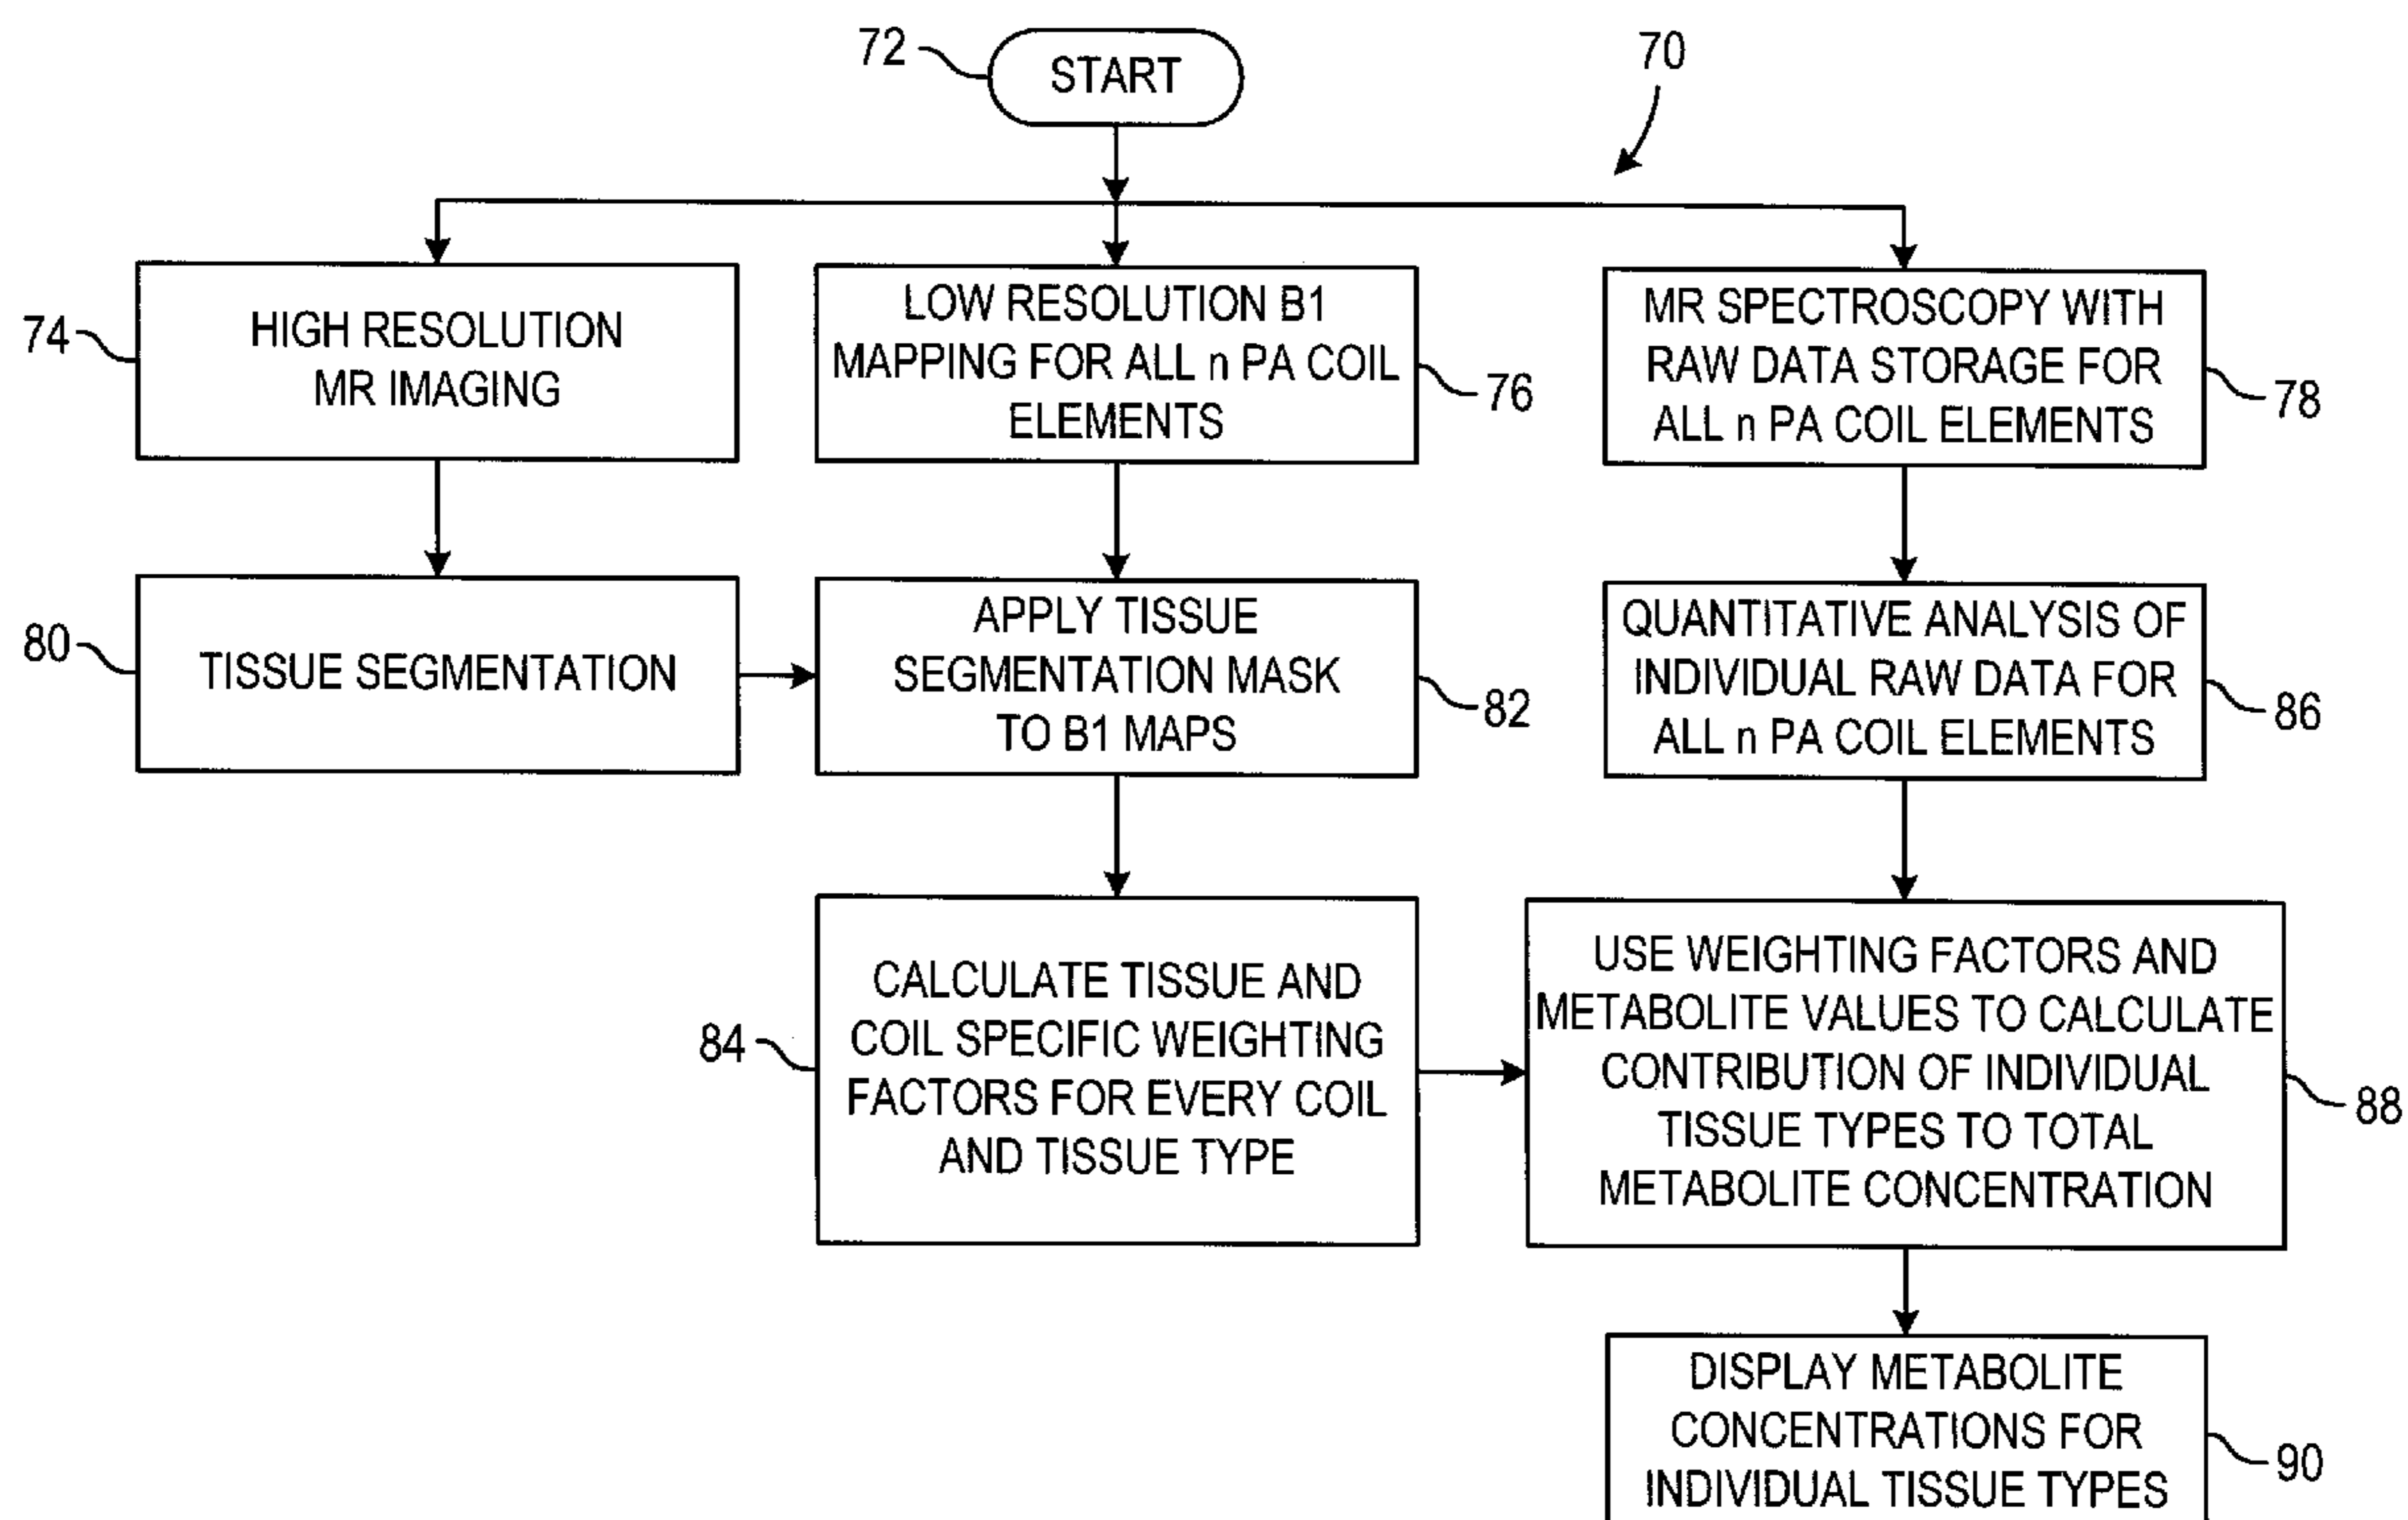 72
START
70
74
HIGH RESOLUTION
MR IMAGING
LOW RESOLUTION B1
MAPPING FOR ALL n PA COIL
ELEMENTS
76
MR SPECTROSCOPY WITH
RAW DATA STORAGE FOR
ALL n PA COIL ELEMENTS
78
80
TISSUE SEGMENTATION
APPLY TISSUE
SEGMENTATION MASK
TO B1 MAPS
82
QUANTITATIVE ANALYSIS OF
INDIVIDUAL RAW DATA FOR
ALL n PA COIL ELEMENTS
86
84
CALCULATE TISSUE AND
COIL SPECIFIC WEIGHTING
FACTORS FOR EVERY COIL
AND TISSUE TYPE
USE WEIGHTING FACTORS AND
METABOLITE VALUES TO CALCULATE
CONTRIBUTION OF INDIVIDUAL
TISSUE TYPES TO TOTAL
METABOLITE CONCENTRATION
88
DISPLAY METABOLITE
CONCENTRATIONS FOR
INDIVIDUAL TISSUE TYPES
90